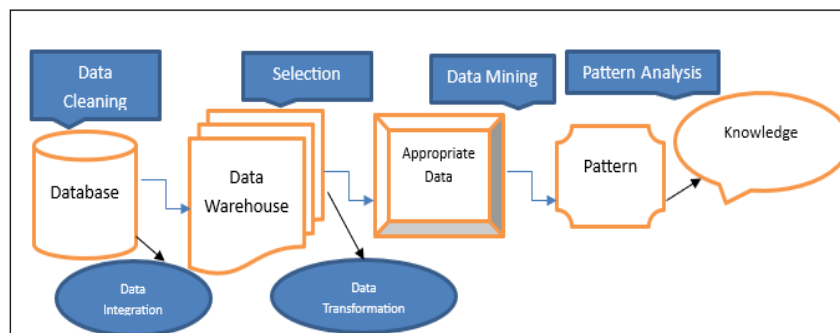 Data
Cleaning
Selection
Data Mining
Pattern Analysis
Database
Data
Warehouse
Appropriate
Data
Pattern
Knowledge
Data
Integration
Data
Transformation